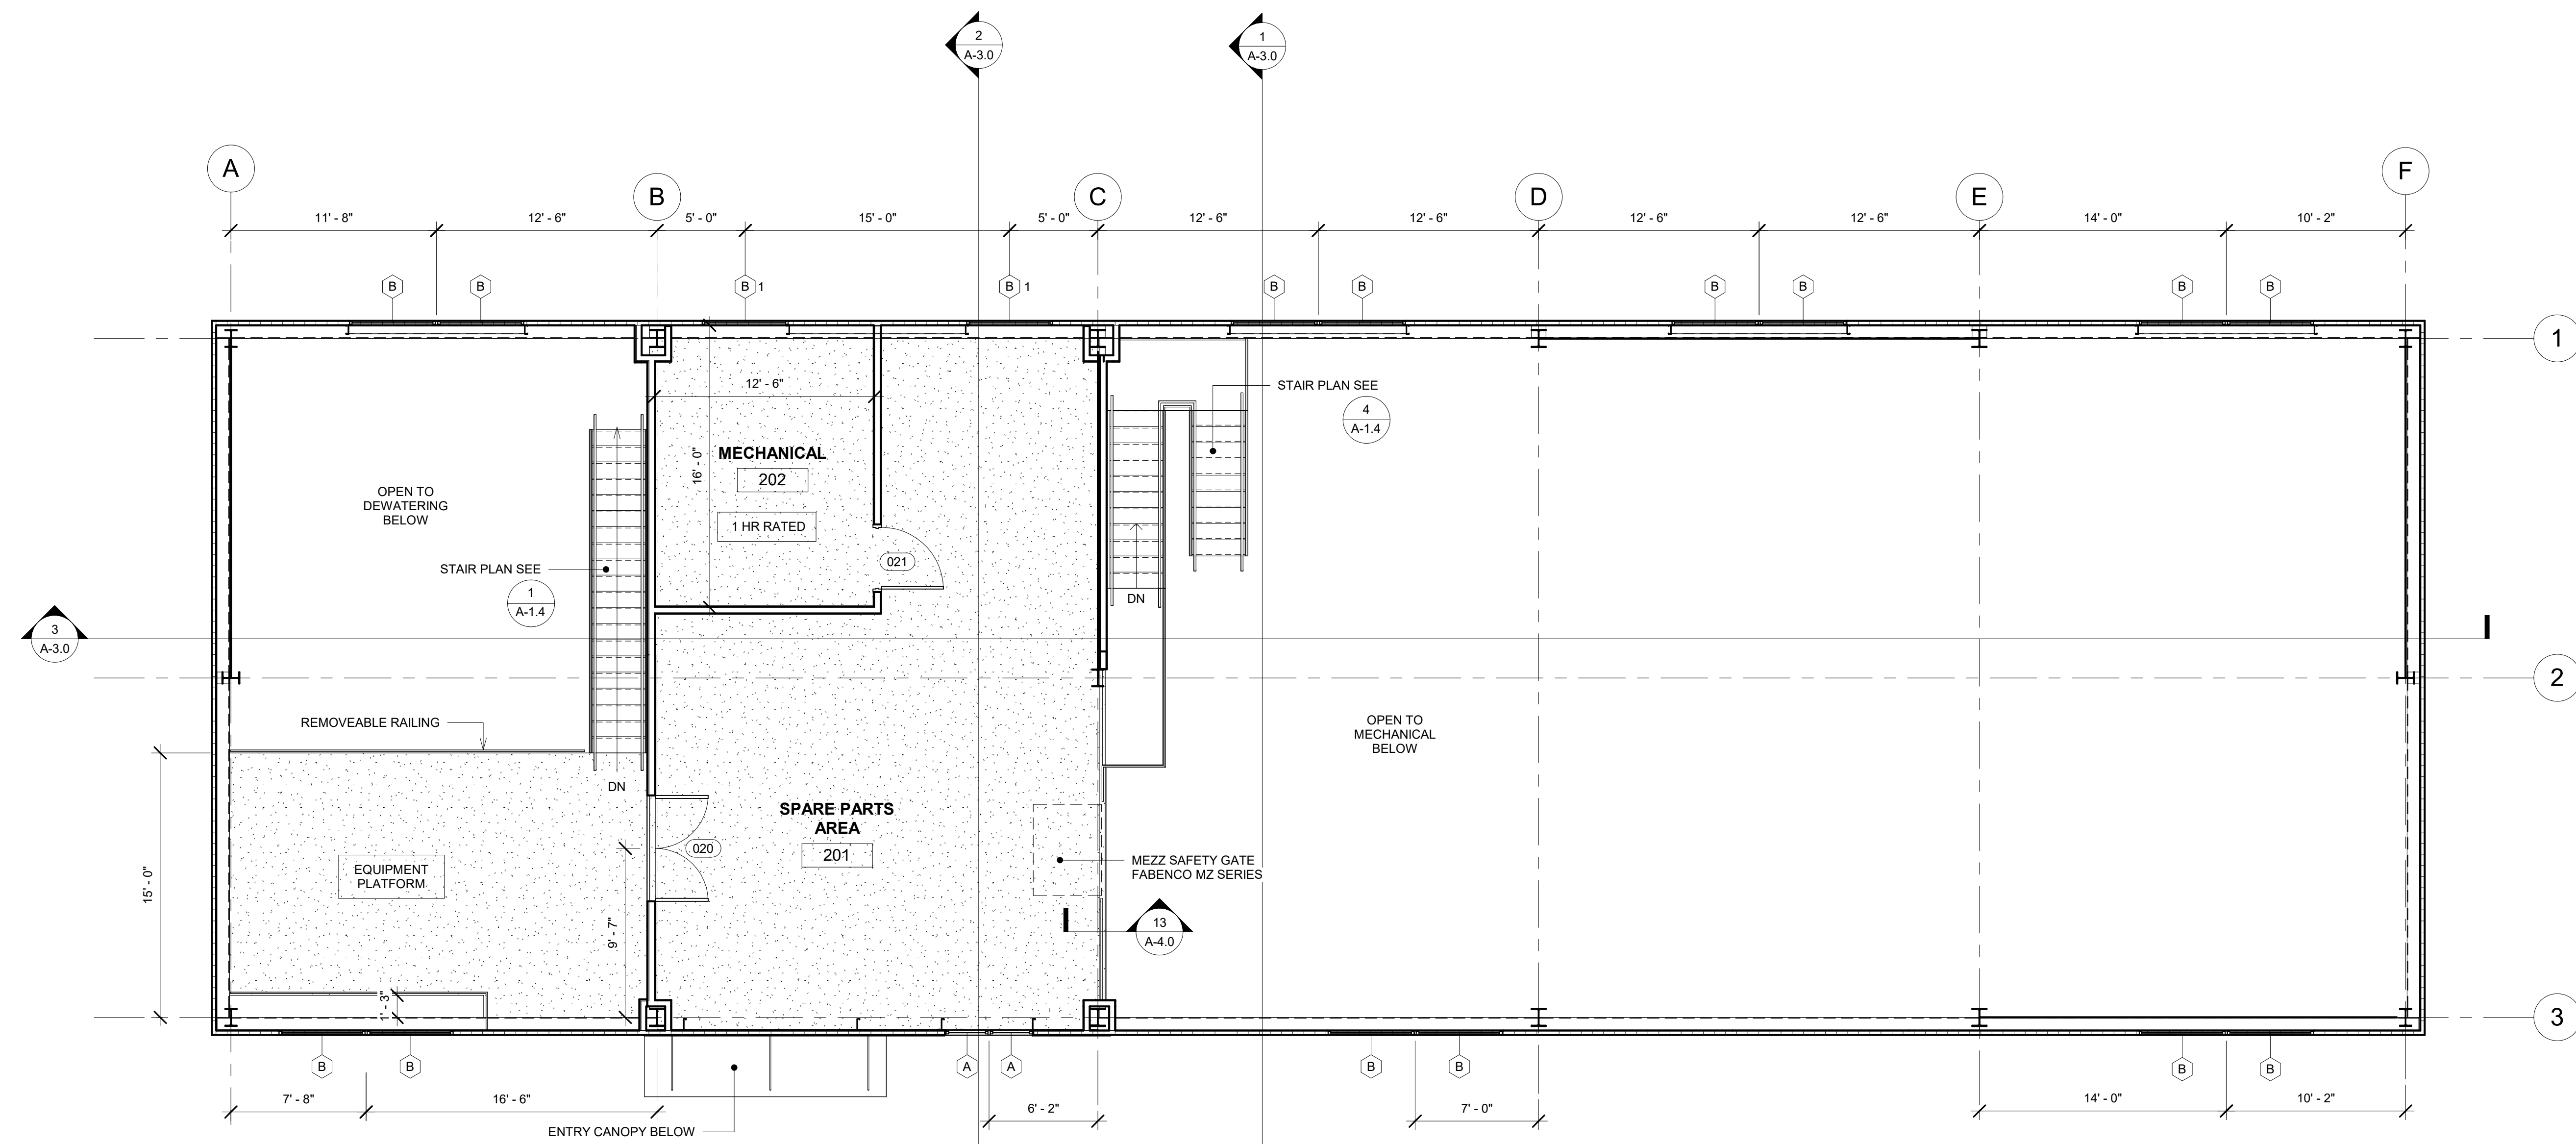 2
A-3.0
1
A-3.0
A
B
C
D
E
F
11' - 8"
12' - 6"
5' - 0"
15' - 0"
5' - 0"
12' - 6"
12' - 6"
12' - 6"
12' - 6"
14' - 0"
10' - 2"
B
B
B 1
B 1
B
B
B
B
B
B
1
12' - 6"
STAIR PLAN SEE
4
A-1.4
16' - 0"
MECHANICAL
202
1 HR RATED
OPEN TO
DEWATERING
BELOW
021
STAIR PLAN SEE
1
A-1.4
DN
3
A-3.0
2
REMOVEABLE RAILING
OPEN TO
MECHANICAL
BELOW
DN
SPARE PARTS
AREA
201
020
EQUIPMENT
PLATFORM
15' - 0"
9' - 7"
MEZZ SAFETY GATE
FABENCO MZ SERIES
13
A-4.0
1' - 3"
3
B
B
A
A
B
B
B
B
7' - 8"
16' - 6"
6' - 2"
7' - 0"
14' - 0"
10' - 2"
ENTRY CANOPY BELOW